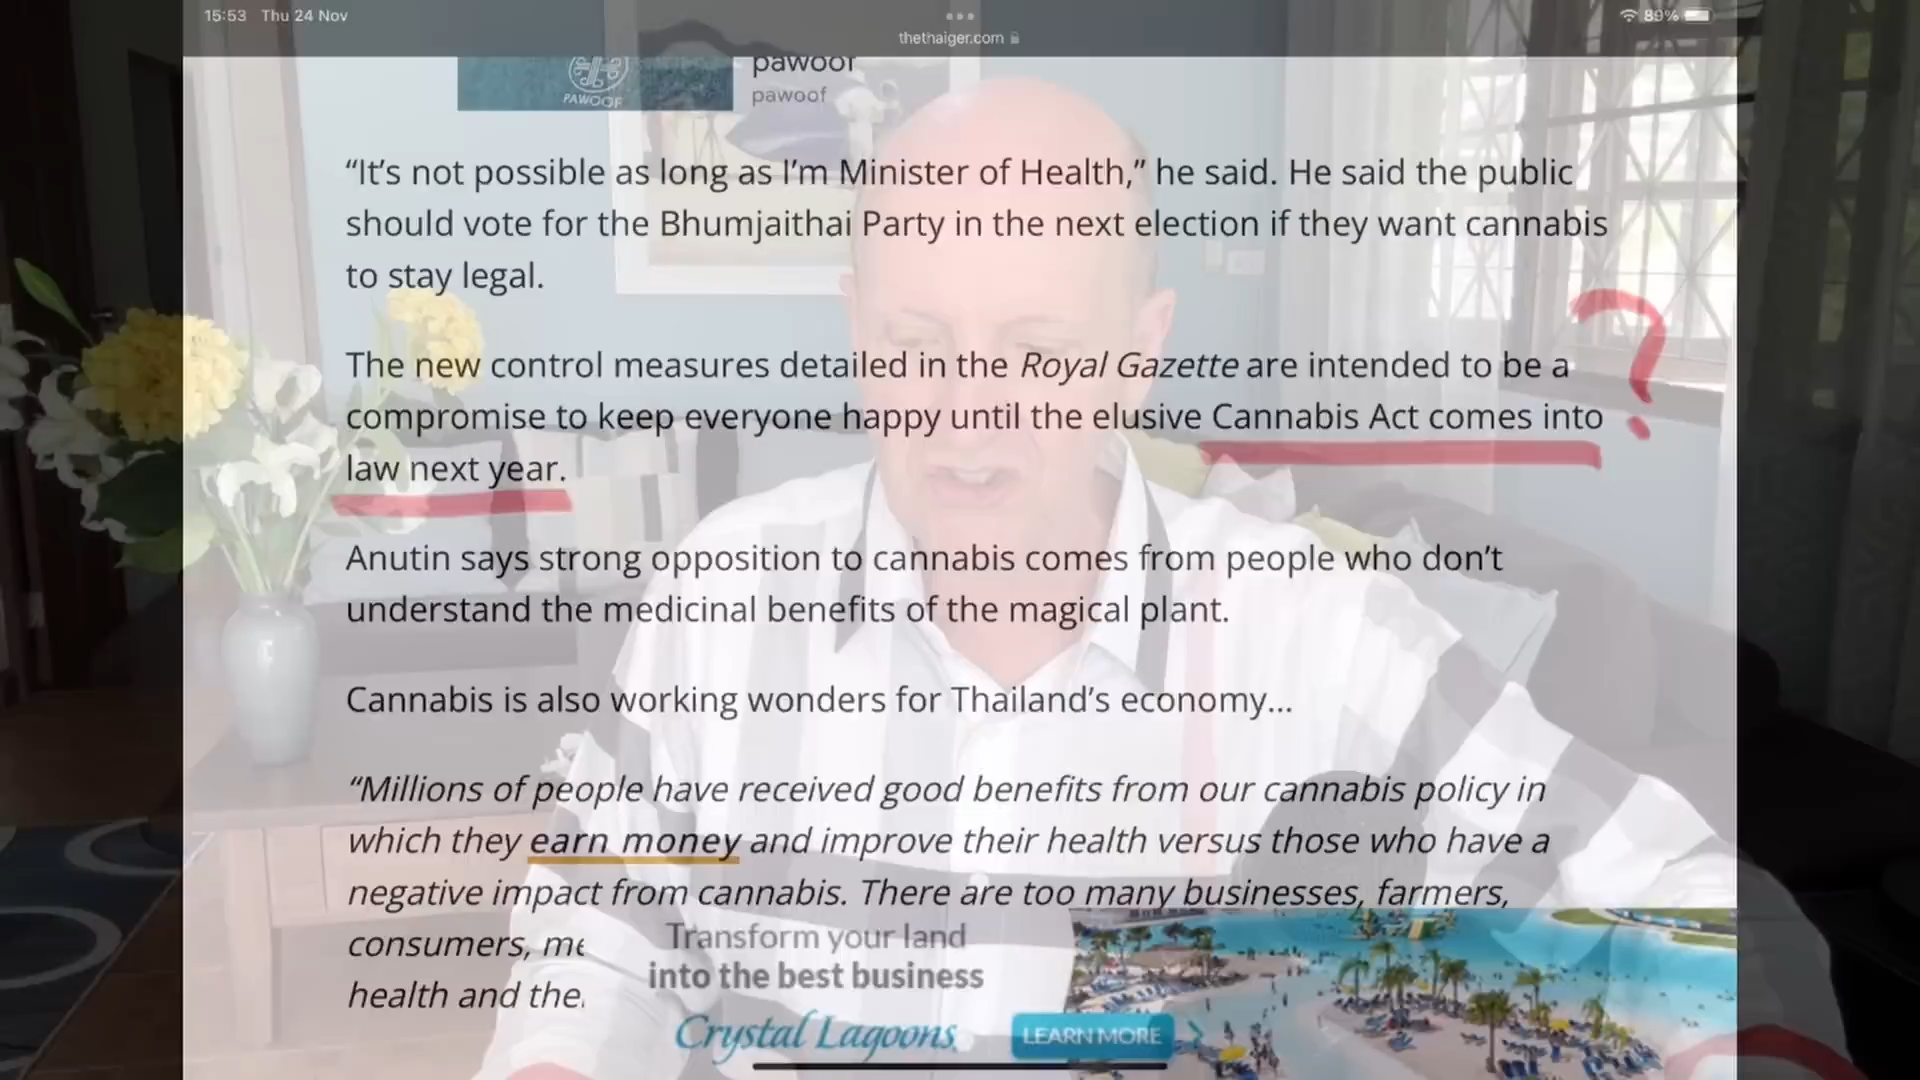 15:53 Thu 24 Nov
89%
thethaiger.com
PAWOOF
pawoof
pawoof
“It’s not possible as long as I’m Minister of Health,” he said. He said the public
should vote for the Bhumjaithai Party in the next election if they want cannabis
to stay legal.
The new control measures detailed in the Royal Gazette are intended to be a
compromise to keep everyone happy until the elusive Cannabis Act comes into
law next year.
?
Anutin says strong opposition to cannabis comes from people who don’t
understand the medicinal benefits of the magical plant.
Cannabis is also working wonders for Thailand’s economy…
“Millions of people have received good benefits from our cannabis policy in
which they earn money and improve their health versus those who have a
negative impact from cannabis. There are too many businesses, farmers,
consumers,
health and the
Transform your land
into the best business
Crystal Lagoons
LEARN MORE